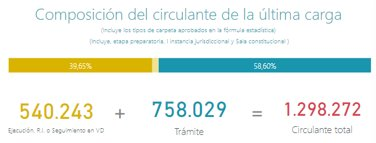 Composición del circulante de la última carga
(Incluye los tipos de carpeta aprobados en la fórmula estadística)
(Incluye, etapa preparatoria, I instancia jurisdiccional y Sala constitucional )
39,65% 58,60%
540.243 + 758.029 = 1.298.272
Ejecución, R.I. o Seguimiento en VD Trámite Circulante total